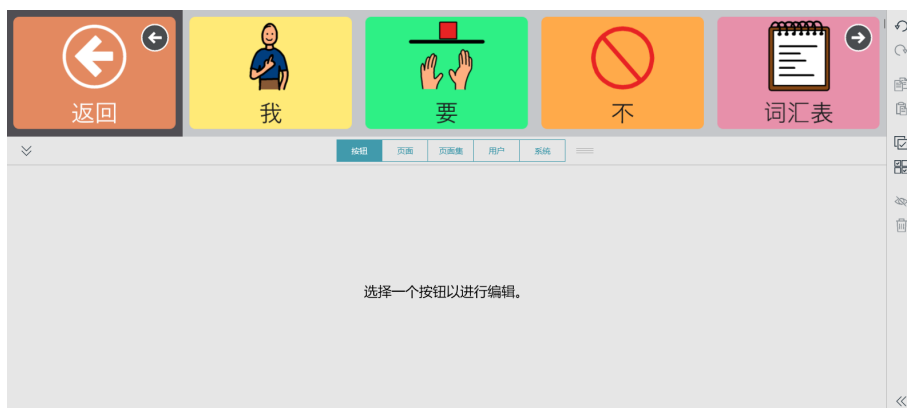 返回
我
要
不
词汇表
按钮
页面
页面集
用户
系统
选择一个按钮以进行编辑。